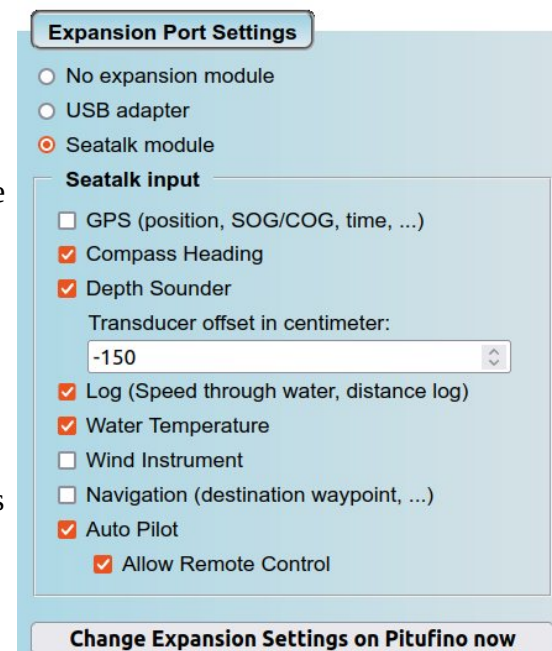 Expansion Port Settings
No expansion module
USB adapter
Seatalk module
e
Seatalk input
GPS (position, SOG/COG, time, ...)
Compass Heading
Depth Sounder
Transducer offset in centimeter:
-150
Log (Speed through water, distance log)
Water Temperature
Wind Instrument
s
Navigation (destination waypoint, ...)
Auto Pilot
Allow Remote Control
Change Expansion Settings on Pitufino now